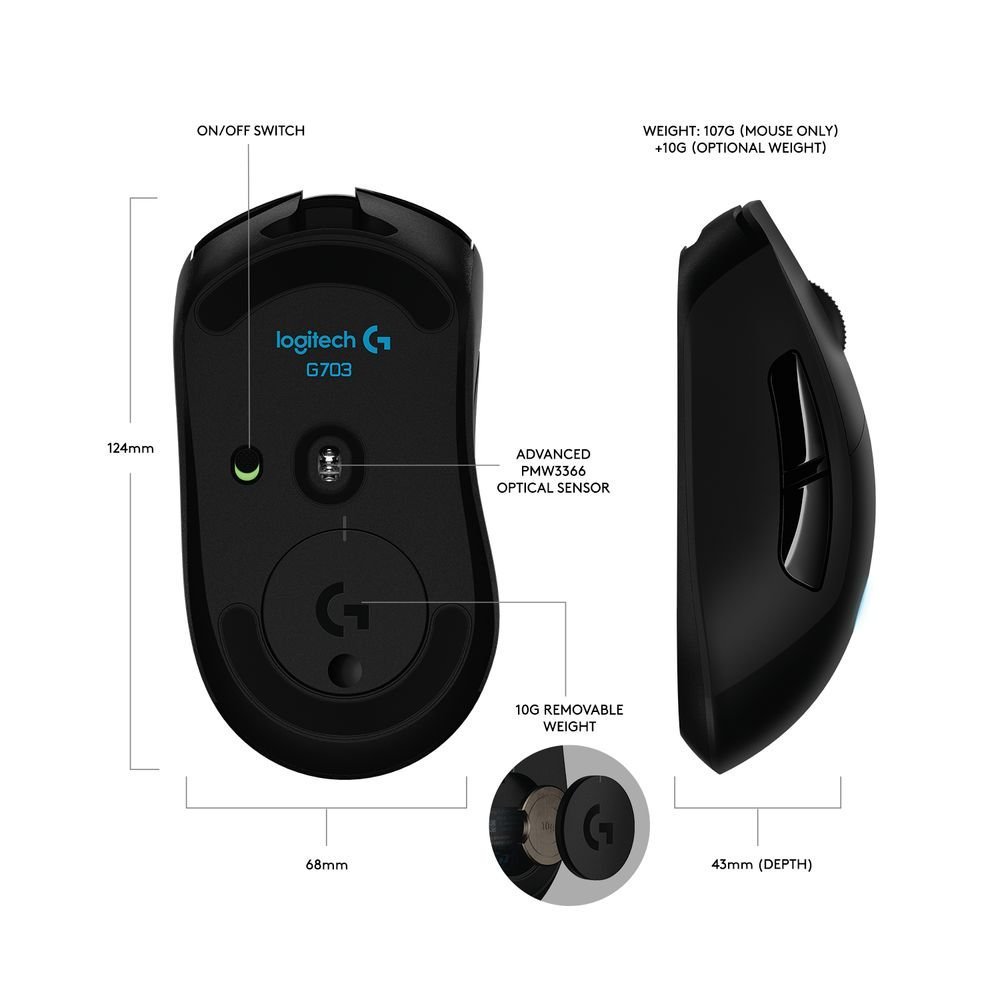 ON/OFF SWITCH
WEIGHT: 107G (MOUSE ONLY)
+10G (OPTIONAL WEIGHT)
logitech G
G703
124mm
ADVANCED
PMW3366
OPTICAL SENSOR
G
10G REMOVABLE
WEIGHT
10G
G
68mm
43mm (DEPTH)